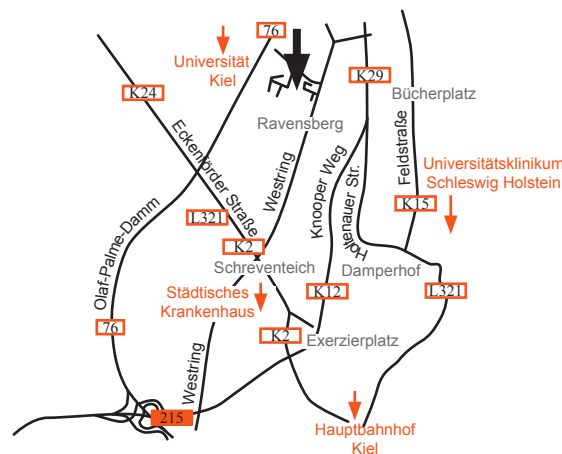 76
Universität
Kiel
K29
K24
Bücherplatz
Ravensberg
Eckenförder Straße
Westring
Knooper Weg
Holtenauer Str.
Feldstraße
Universitätsklinikum
Schleswig Holstein
K15
L321
Olaf-Palme-Damm
K2
Schreventeich
Damperhof
Städtisches
Krankenhaus
K12
L321
76
K2
Exerzierplatz
Westring
215
Hauptbahnhof
Kiel